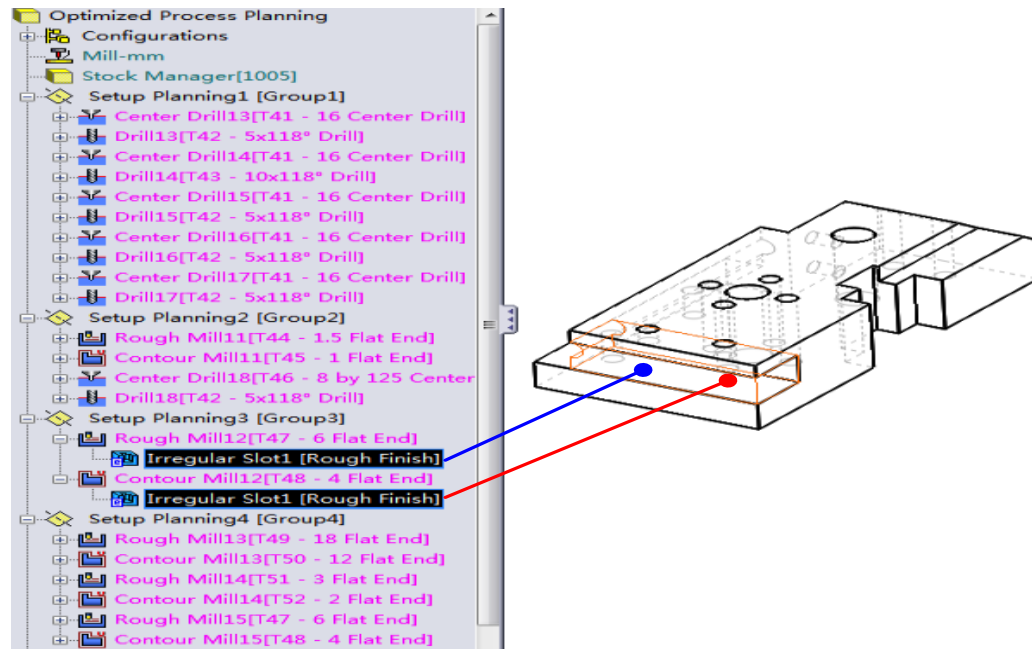 Optimized Process Planning
Configurations
Mill-mm
Stock Manager[1005]
Setup Planning1 [Group1]
Center Drill13[T41 - 16 Center Drill]
Drill13[T42 - 5x118° Drill]
Center Drill14[T41 - 16 Center Drill]
Drill14[T43 - 10x118° Drill]
Center Drill15[T41 - 16 Center Drill]
Drill15[T42 - 5x118° Drill]
Center Drill16[T41 - 16 Center Drill]
Drill16[T42 - 5x118° Drill]
Center Drill17[T41 - 16 Center Drill]
Drill17[T42 - 5x118° Drill]
Setup Planning2 [Group2]
Rough Mill11[T44 - 1.5 Flat End]
Contour Mill11[T45 - 1 Flat End]
Center Drill18[T46 - 8 by 125 Center
Drill18[T42 - 5x118° Drill]
Setup Planning3 [Group3]
Rough Mill12[T47 - 6 Flat End]
Irregular Slot1 [Rough Finish]
Contour Mill12[T48 - 4 Flat End]
Irregular Slot1 [Rough Finish]
Setup Planning4 [Group4]
Rough Mill13[T49 - 18 Flat End]
Contour Mill13[T50 - 12 Flat End]
Rough Mill14[T51 - 3 Flat End]
Contour Mill14[T52 - 2 Flat End]
Rough Mill15[T47 - 6 Flat End]
Contour Mill15[T48 - 4 Flat End]